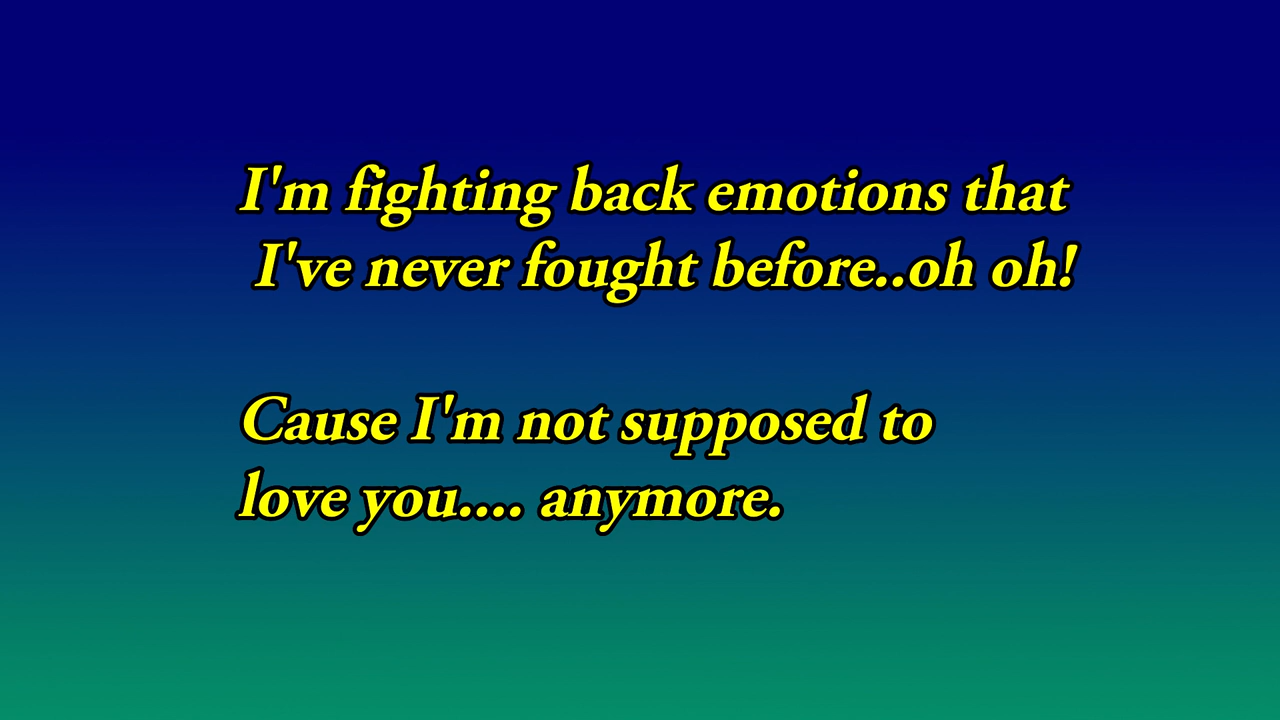 I'm fighting back emotions that
I've never fought before..oh oh!
Cause I'm not supposed to
love you.... anymore.